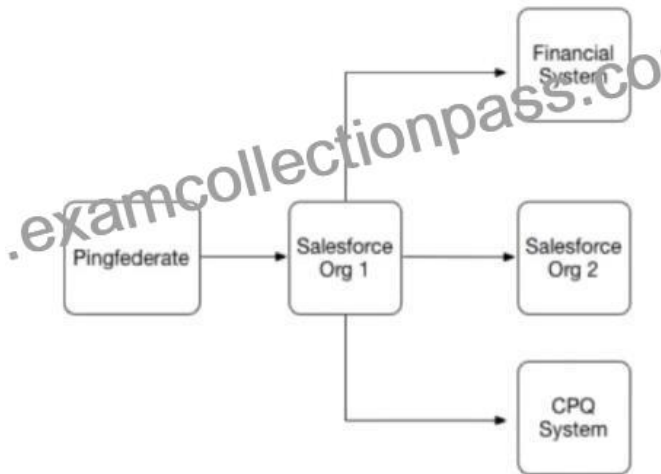 Financial
System
.examcollectionpass.co
Pingfederate
Salesforce
Org 1
Salesforce
Org 2
CPQ
System